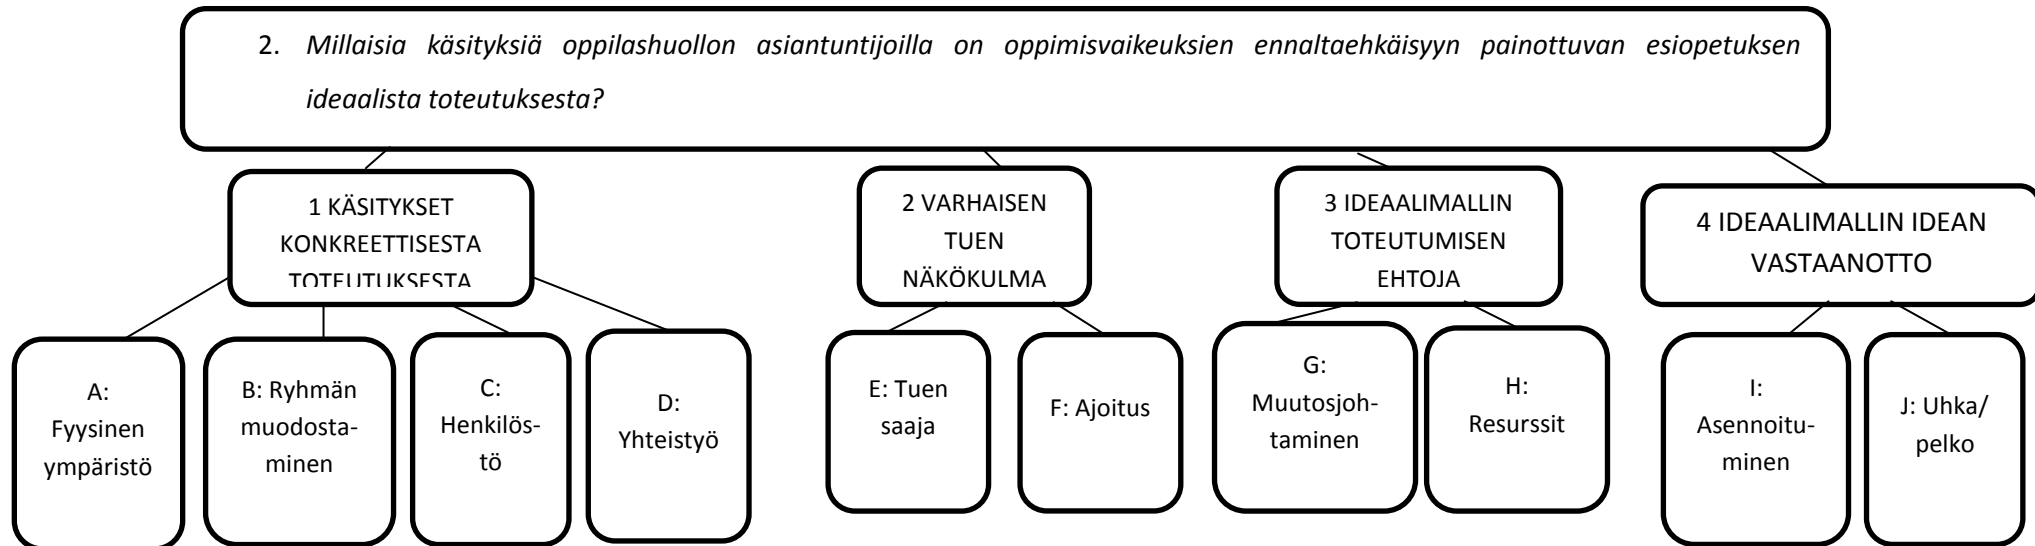 2. Millaisia käsityksiä oppilashuollon asiantuntijoilla on oppimisvaikeuksien ennaltaehkäisyyn painottuvan esiopetuksen
ideaalista toteutuksesta?
1 KÄSITYKSET
KONKREETTISESTA
TOTEUTUKSESTA
2 VARHAISEN
TUEN
NÄKÖKULMA
3 IDEAALIMALLIN
TOTEUTUMISEN
EHTOJA
4 IDEAALIMALLIN IDEAN
VASTAANOTTO
A:
Fyysinen
ympäristö
B: Ryhmän
muodosta-
minen
C:
Henkilös-
tö
D:
Yhteistyö
E: Tuen
saaja
F: Ajoitus
G:
Muutosjoh-
taminen
H:
Resurssit
I:
Asennoitu-
minen
J: Uhka/
pelko